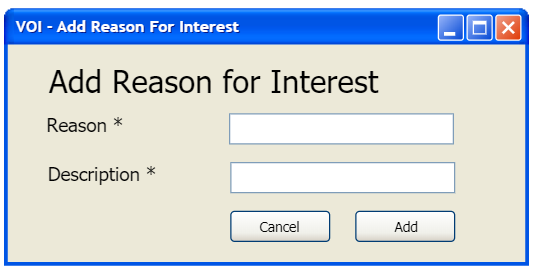 VOI - Add Reason For Interest
Add Reason for Interest
Reason *
Description *
Cancel Add